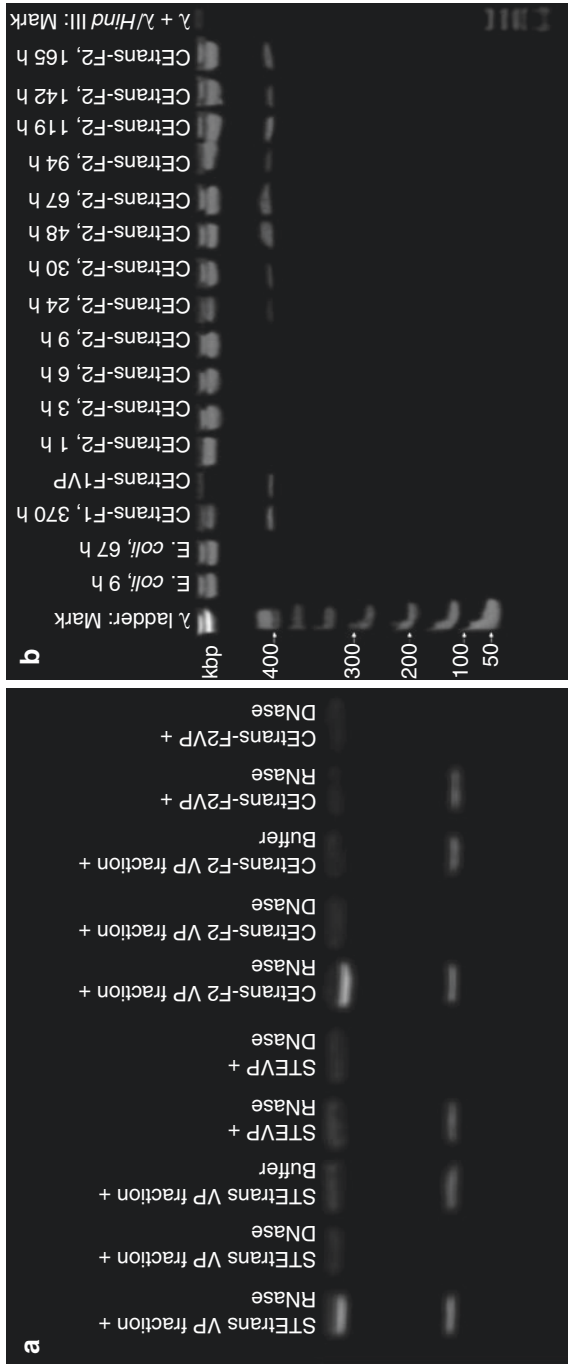 a
STEtrans VP fraction +
RNase
STEtrans VP fraction +
DNase
STEtrans VP fraction +
Buffer
STEVP +
RNase
STEVP +
DNase
CEtrans-F2 VP fraction +
RNase
CEtrans-F2 VP fraction +
DNase
CEtrans-F2 VP fraction +
Buffer
CEtrans-F2VP +
RNase
CEtrans-F2VP +
DNase
b
λ ladder: Mark
E. coli, 9 h
E. coli, 67 h
CEtrans-F1, 370 h
CEtrans-F1VP
CEtrans-F2, 1 h
CEtrans-F2, 3 h
CEtrans-F2, 6 h
CEtrans-F2, 9 h
CEtrans-F2, 24 h
CEtrans-F2, 30 h
CEtrans-F2, 48 h
CEtrans-F2, 67 h
CEtrans-F2, 94 h
CEtrans-F2, 119 h
CEtrans-F2, 142 h
CEtrans-F2, 165 h
λ + λ/Hind III: Mark
kbp
400
300
200
100
50